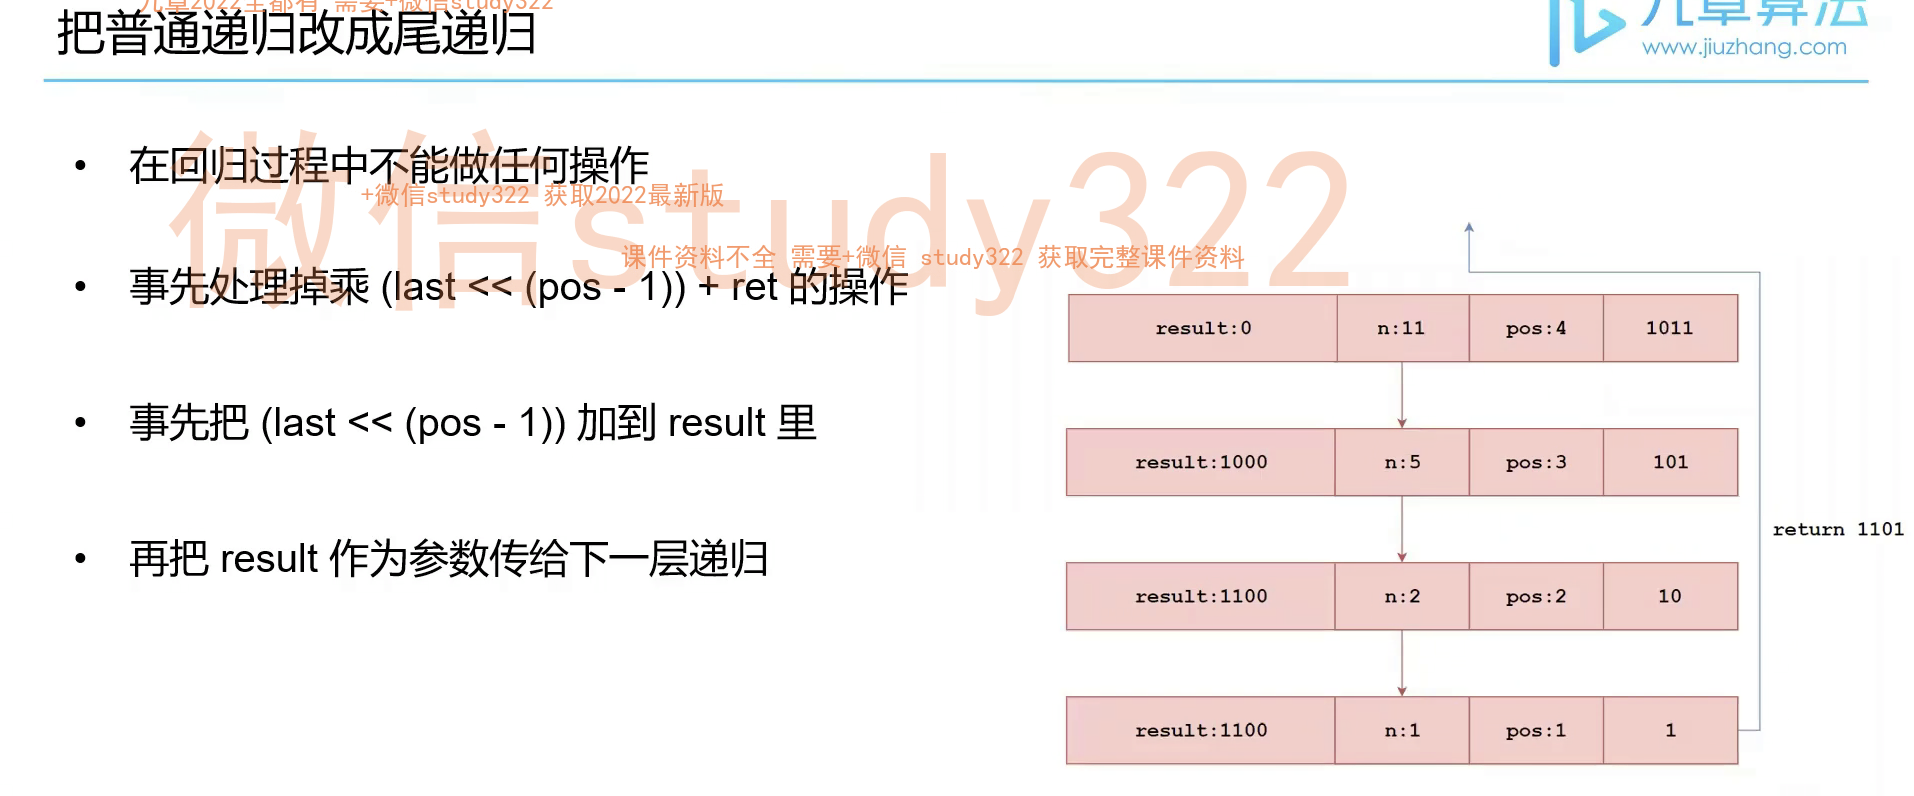 九章2022全都有 需要+微信study322
把普通递归改成尾递归
九章算法
www.jiuzhang.com
• 在回归过程中不能做任何操作
微信study322
+微信study322 获取2022最新版
课件资料不全 需要+微信 study322 获取完整课件资料
• 事先处理掉乘 (last << (pos - 1)) + ret 的操作
• 事先把 (last << (pos - 1)) 加到 result 里
• 再把 result 作为参数传给下一层递归
result:0 n:11 pos:4 1011
result:1000 n:5 pos:3 101
return 1101
result:1100 n:2 pos:2 10
result:1100 n:1 pos:1 1